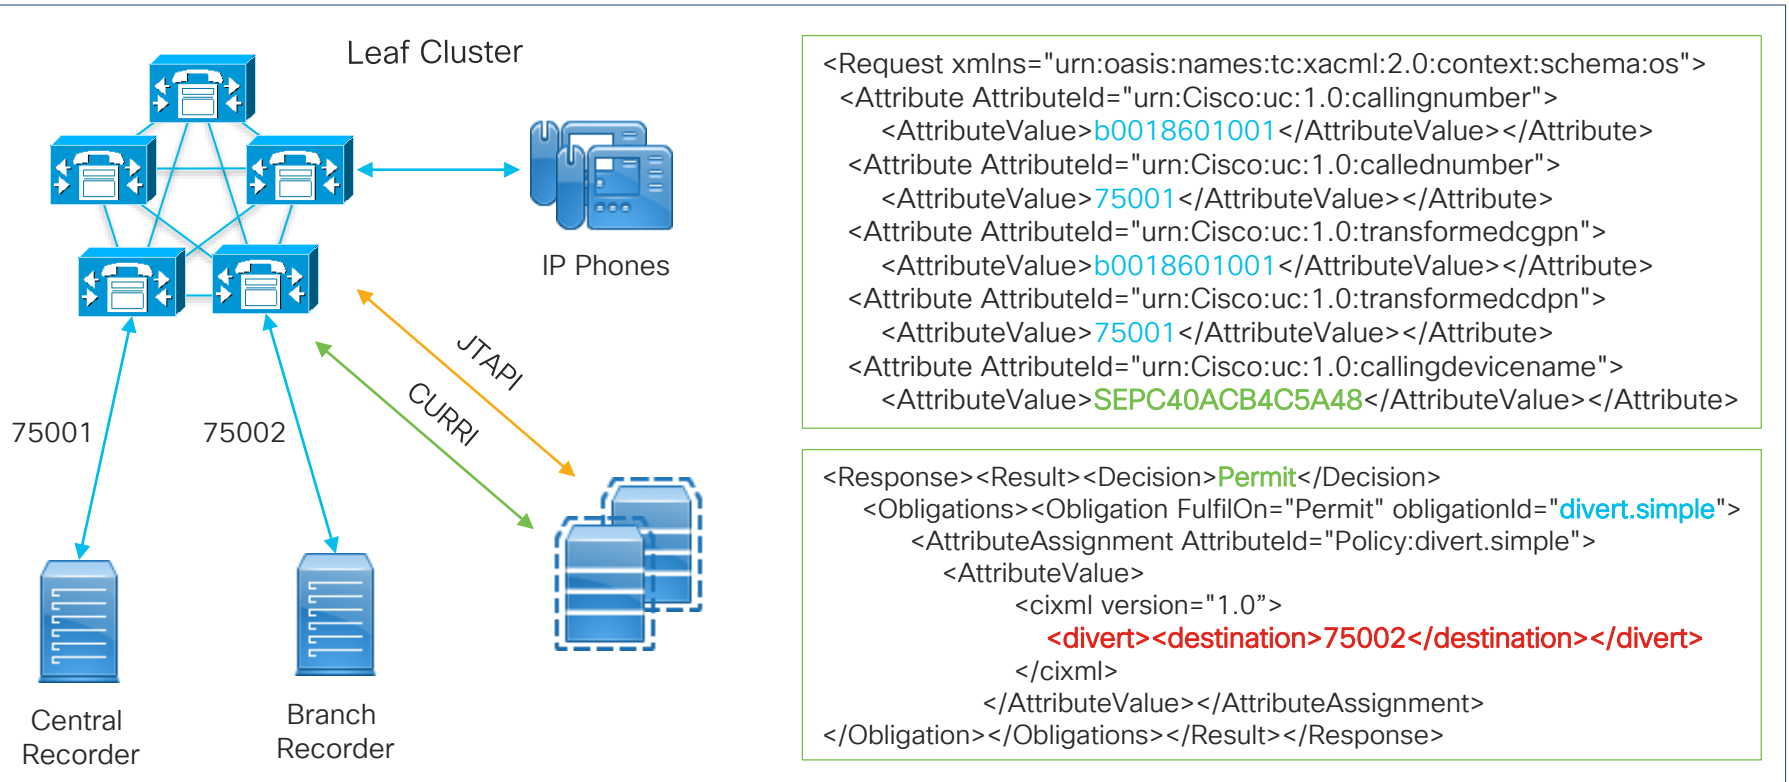 Leaf Cluster
IP Phones
JTAPI
CURRI
75001
75002
Central
Recorder
Branch
Recorder
<Request xmlns="urn:oasis:names:tc:xacml:2.0:context:schema:os">
<Attribute AttributeId="urn:Cisco:uc:1.0:callingnumber">
<AttributeValue>b0018601001</AttributeValue></Attribute>
<Attribute AttributeId="urn:Cisco:uc:1.0:callednumber">
<AttributeValue>75001</AttributeValue></Attribute>
<Attribute AttributeId="urn:Cisco:uc:1.0:transformedcgpn">
<AttributeValue>b0018601001</AttributeValue></Attribute>
<Attribute AttributeId="urn:Cisco:uc:1.0:transformedcdpn">
<AttributeValue>75001</AttributeValue></Attribute>
<Attribute AttributeId="urn:Cisco:uc:1.0:callingdevicename">
<AttributeValue>SEPC40ACB4C5A48</AttributeValue></Attribute>
<Response><Result><Decision>Permit</Decision>
<Obligations><Obligation FulfilOn="Permit" obligationId="divert.simple">
<AttributeAssignment AttributeId="Policy:divert.simple">
<AttributeValue>
<cixml version="1.0”>
<divert><destination>75002</destination></divert>
</cixml>
</AttributeValue></AttributeAssignment>
</Obligation></Obligations></Result></Response>